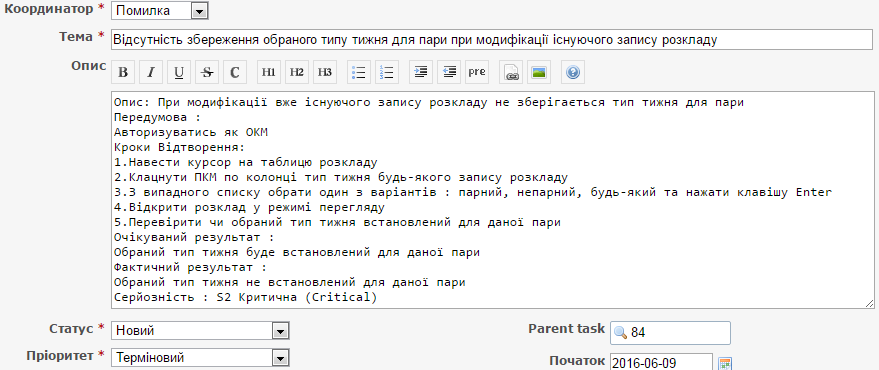 Координатор * Помилка
Тема * Відсутність збереження обраного типу тижня для пари при модифікації існуючого запису розкладу
Опис B I U S C H1 H2 H3 pre
Опис: При модифікації вже існуючого запису розкладу не зберігається тип тижня для пари
Передумова :
Авторизуватись як ОКМ
Кроки Відтворення:
1.Навести курсор на таблицю розкладу
2.Клацнути ПКМ по колонці тип тижня будь-якого запису розкладу
3.З випадного списку обрати один з варіантів : парний, непарний, будь-який та нажати клавішу Enter
4.Відкрити розклад у режимі перегляду
5.Перевірити чи обраний тип тижня встановлений для даної пари
Очікуваний результат :
Обраний тип тижня буде встановлений для даної пари
Фактичний результат :
Обраний тип тижня не встановлений для даної пари
Серйозність : S2 Критична (Critical)
Статус * Новий Parent task 84
Пріоритет * Терміновий Початок 2016-06-09